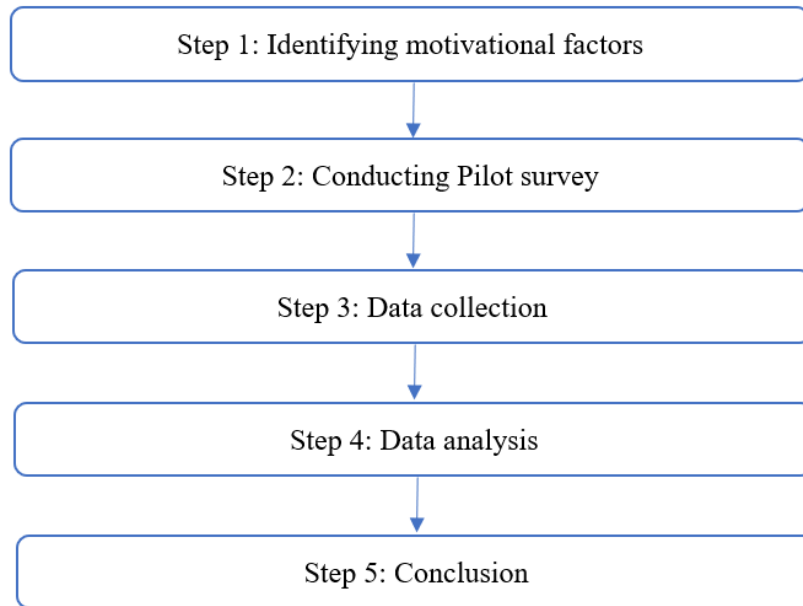 Step 1: Identifying motivational factors
Step 2: Conducting Pilot survey
Step 3: Data collection
Step 4: Data analysis
Step 5: Conclusion